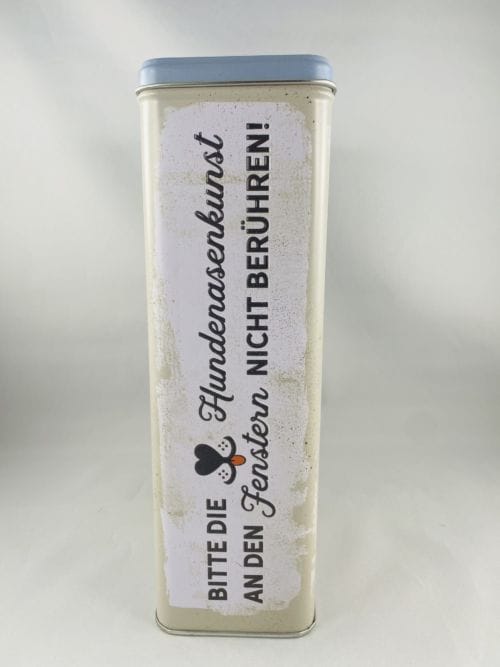 BITTE DIE Hundenasenkunst
AN DEN Fenstern NICHT BERÜHREN!